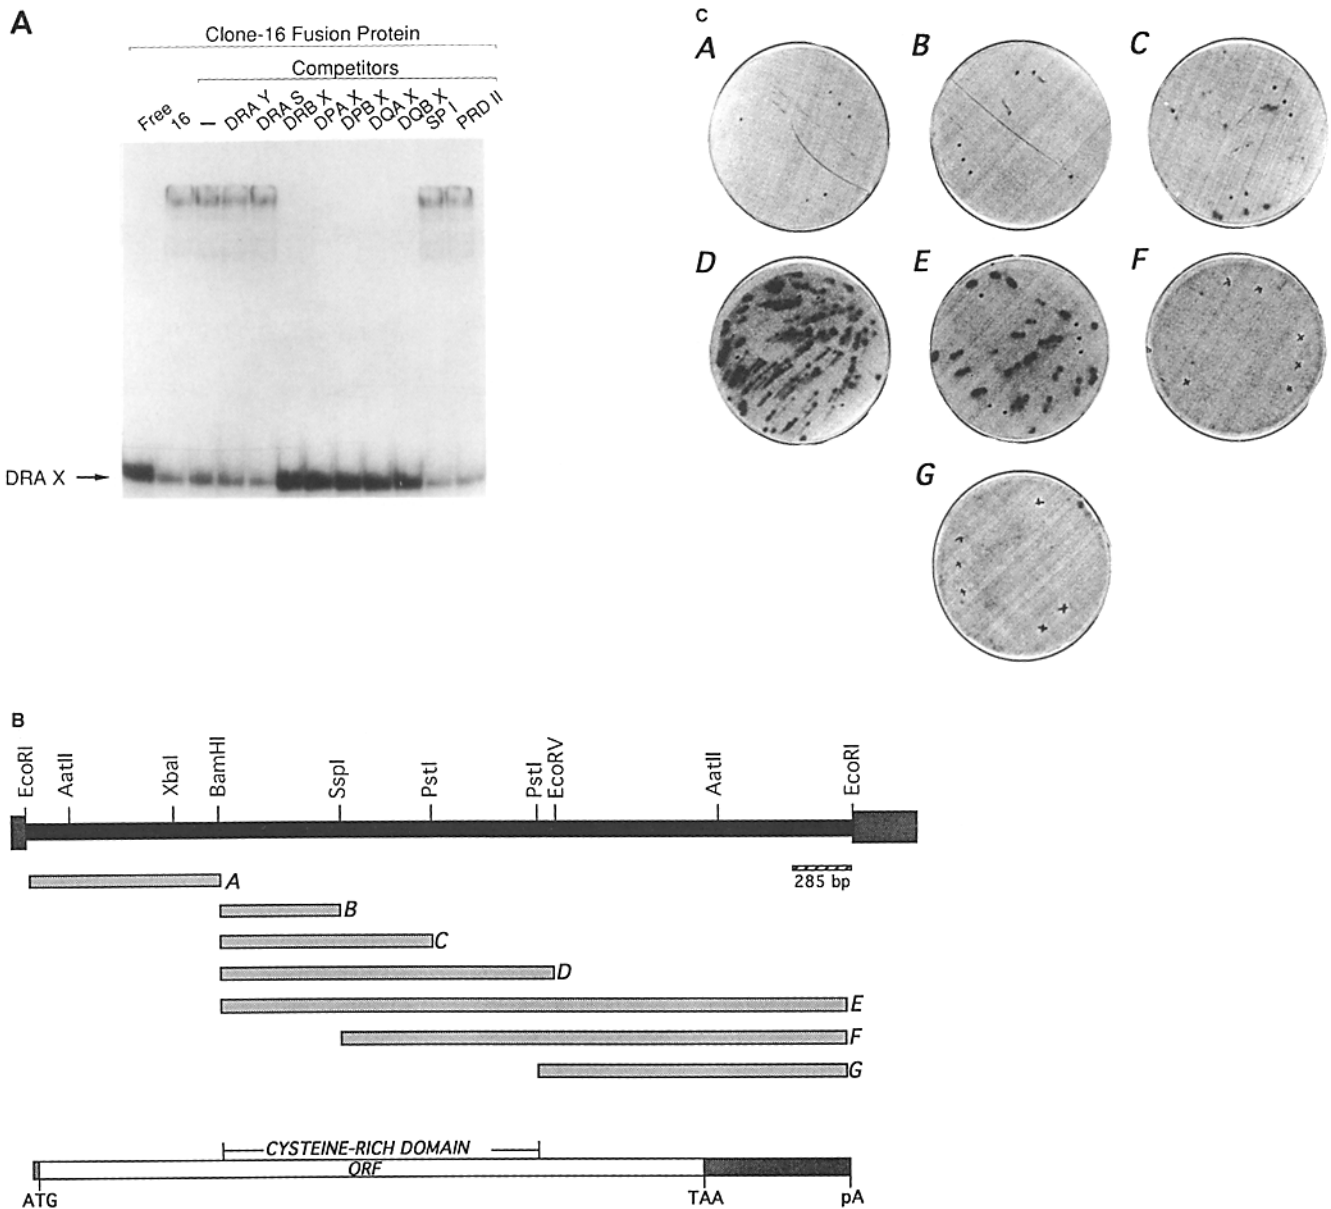 A
Clone-16 Fusion Protein
Competitors
Free
16
—
DRA Y
DRA S
DRB X
DPA X
DPB X
DQA X
DQB X
SP I
PRD II
DRA X
C
A
B
C
D
E
F
G
B
EcoRI
AatII
XbaI
BamHI
SspI
PstI
PstI
EcoRV
AatII
EcoRI
285 bp
A
B
C
D
E
F
G
CYSTEINE-RICH DOMAIN
ORF
ATG
TAA
pA